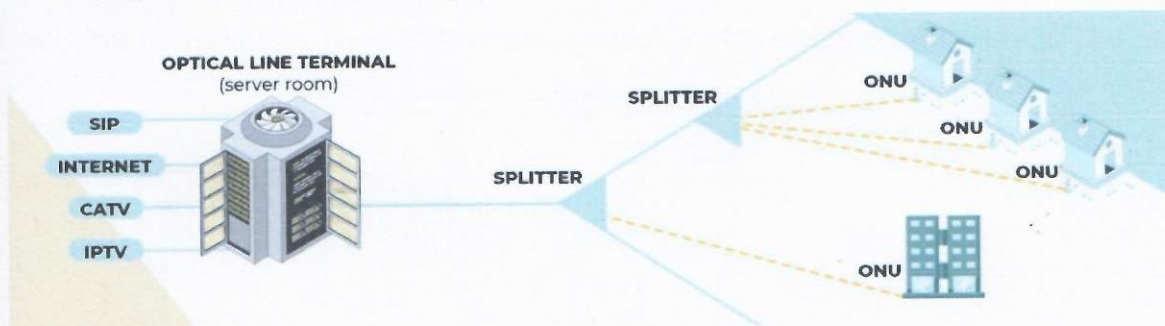 OPTICAL LINE TERMINAL
(server room)
SIP
INTERNET
CATV
IPTV
SPLITTER
SPLITTER
ONU
ONU
ONU
ONU